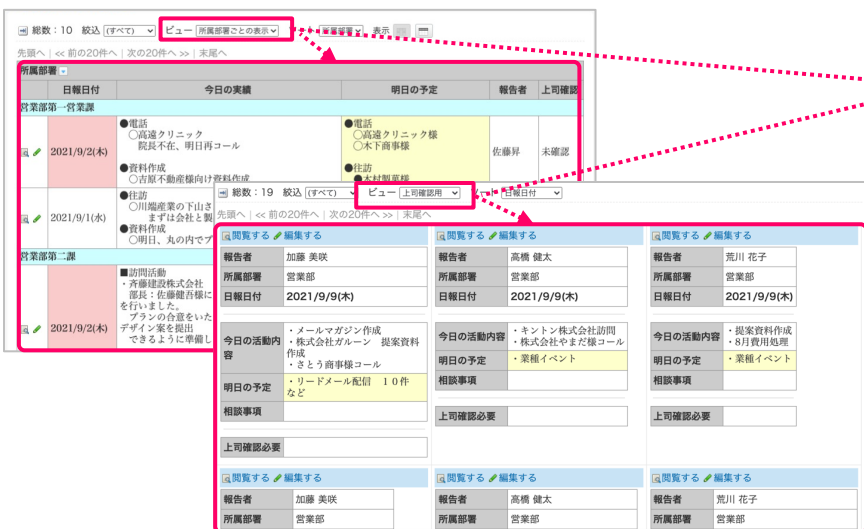 総数：10 絞込 (すべて) ビュー 所属部署ごとの表示 所属部署 表示
先頭へ | << 前の20件へ | 次の20件へ >> | 末尾へ
所属部署
日報日付 今日の実績 明日の予定 報告者 上司確認
営業部第一営業課
2021/9/2(木) 佐藤昇 未確認
●電話
○高遠クリニック
院長不在、明日再コール
●資料作成
○吉原不動産様向け資料作成
●電話
○高遠クリニック様
○木下商事様
●往訪
●木村製菓様
2021/9/1(水)
●往訪
○川端産業の下山さ
まずは会社と製
●資料作成
○明日、丸の内でプ
営業部第二課
2021/9/2(木)
■訪問活動
・斉藤建設株式会社
部長：佐藤健吾様に
を行いました。
プランの合意をいた
デザイン案を提出
できるように準備し
総数：19 絞込 (すべて) ビュー 上司確認用 ソート 日報日付
先頭へ | << 前の20件へ | 次の20件へ >> | 末尾へ
閲覧する 編集する
報告者 加藤 美咲
所属部署 営業部
日報日付 2021/9/9(木)
今日の活動内容 ・メールマガジン作成
・株式会社ガルーン 提案資料
作成
・さとう商事様コール
明日の予定 ・リードメール配信 １０件
など
相談事項
上司確認必要
閲覧する 編集する
報告者 高橋 健太
所属部署 営業部
日報日付 2021/9/9(木)
今日の活動内容 ・キントン株式会社訪問
・株式会社やまだ様コール
明日の予定 ・業種イベント
相談事項
上司確認必要
閲覧する 編集する
報告者 荒川 花子
所属部署 営業部
日報日付 2021/9/9(木)
今日の活動内容 ・提案資料作成
・8月費用処理
明日の予定 ・業種イベント
相談事項
上司確認必要
閲覧する 編集する
報告者 加藤 美咲
所属部署 営業部
閲覧する 編集する
報告者 高橋 健太
所属部署 営業部
閲覧する 編集する
報告者 荒川 花子
所属部署 営業部